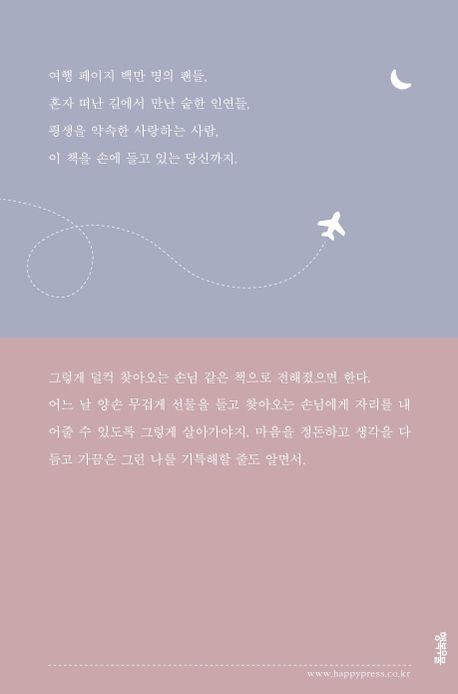 여행 페이지 백만 명의 팬들,
혼자 떠난 길에서 만난 숱한 인연들,
평생을 약속한 사랑하는 사람,
이 책을 손에 들고 있는 당신까지.
그렇게 덜컥 찾아오는 손님 같은 책으로 전해졌으면 한다.
어느 날 양손 무겁게 선물을 들고 찾아오는 손님에게 자리를 내
어줄 수 있도록 그렇게 살아가야지. 마음을 정돈하고 생각을 다
듬고 가끔은 그런 나를 기특해할 줄도 알면서.
행복우물
www.happypress.co.kr